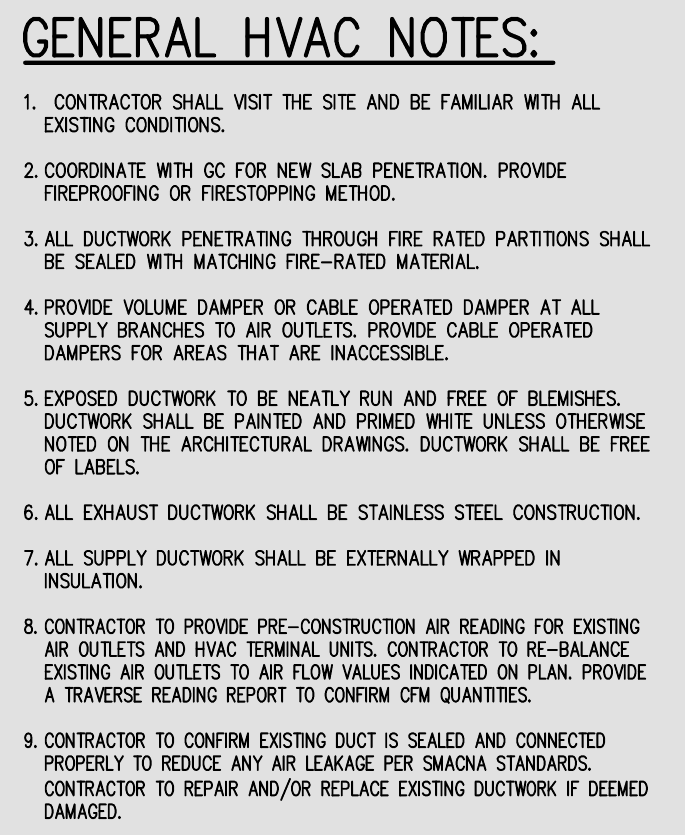 GENERAL HVAC NOTES:
1. CONTRACTOR SHALL VISIT THE SITE AND BE FAMILIAR WITH ALL
EXISTING CONDITIONS.
2. COORDINATE WITH GC FOR NEW SLAB PENETRATION. PROVIDE
FIREPROOFING OR FIRESTOPPING METHOD.
3. ALL DUCTWORK PENETRATING THROUGH FIRE RATED PARTITIONS SHALL
BE SEALED WITH MATCHING FIRE-RATED MATERIAL.
4. PROVIDE VOLUME DAMPER OR CABLE OPERATED DAMPER AT ALL
SUPPLY BRANCHES TO AIR OUTLETS. PROVIDE CABLE OPERATED
DAMPERS FOR AREAS THAT ARE INACCESSIBLE.
5. EXPOSED DUCTWORK TO BE NEATLY RUN AND FREE OF BLEMISHES.
DUCTWORK SHALL BE PAINTED AND PRIMED WHITE UNLESS OTHERWISE
NOTED ON THE ARCHITECTURAL DRAWINGS. DUCTWORK SHALL BE FREE
OF LABELS.
6. ALL EXHAUST DUCTWORK SHALL BE STAINLESS STEEL CONSTRUCTION.
7. ALL SUPPLY DUCTWORK SHALL BE EXTERNALLY WRAPPED IN
INSULATION.
8. CONTRACTOR TO PROVIDE PRE-CONSTRUCTION AIR READING FOR EXISTING
AIR OUTLETS AND HVAC TERMINAL UNITS. CONTRACTOR TO RE-BALANCE
EXISTING AIR OUTLETS TO AIR FLOW VALUES INDICATED ON PLAN. PROVIDE
A TRAVERSE READING REPORT TO CONFIRM CFM QUANTITIES.
9. CONTRACTOR TO CONFIRM EXISTING DUCT IS SEALED AND CONNECTED
PROPERLY TO REDUCE ANY AIR LEAKAGE PER SMACNA STANDARDS.
CONTRACTOR TO REPAIR AND/OR REPLACE EXISTING DUCTWORK IF DEEMED
DAMAGED.